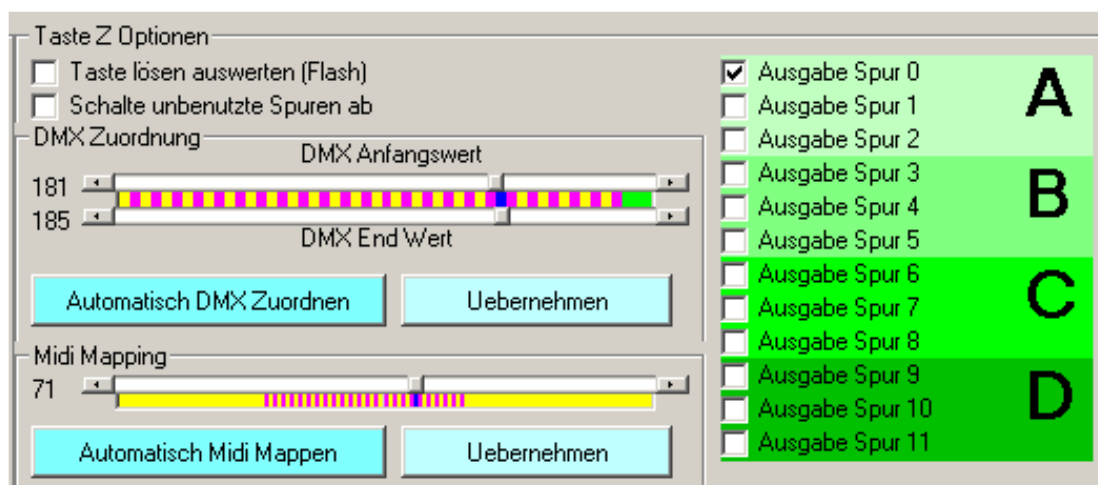 Taste Z Optionen
Taste lösen auswerten (Flash)
Schalte unbenutzte Spuren ab
DMX Zuordnung
DMX Anfangswert
181
185
DMX End Wert
Automatisch DMX Zuordnen
Uebernehmen
Midi Mapping
71
Automatisch Midi Mappen
Uebernehmen
Ausgabe Spur 0
Ausgabe Spur 1
Ausgabe Spur 2
A
Ausgabe Spur 3
Ausgabe Spur 4
Ausgabe Spur 5
B
Ausgabe Spur 6
Ausgabe Spur 7
Ausgabe Spur 8
C
Ausgabe Spur 9
Ausgabe Spur 10
Ausgabe Spur 11
D